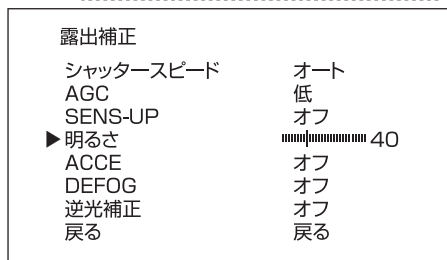 露出補正
シャッタースピード オート
AGC 低
SENS-UP オフ
▶明るさ 40
ACCE オフ
DEFOG オフ
逆光補正 オフ
戻る 戻る